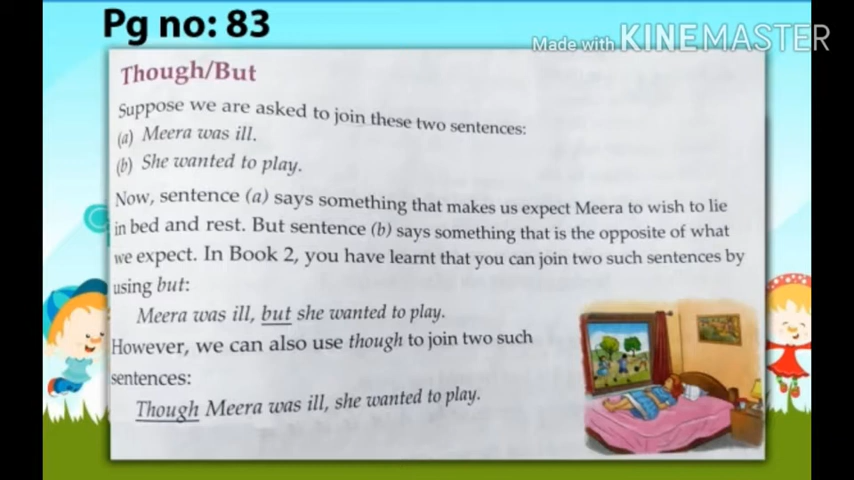 Pg no: 83
Made with KINEMASTER
Though/But
Suppose we are asked to join these two sentences:
(a) Meera was ill.
(b) She wanted to play.
Now, sentence (a) says something that makes us expect Meera to wish to lie
in bed and rest. But sentence (b) says something that is the opposite of what
we expect. In Book 2, you have learnt that you can join two such sentences by
using but:
Meera was ill, but she wanted to play.
However, we can also use though to join two such
sentences:
Though Meera was ill, she wanted to play.